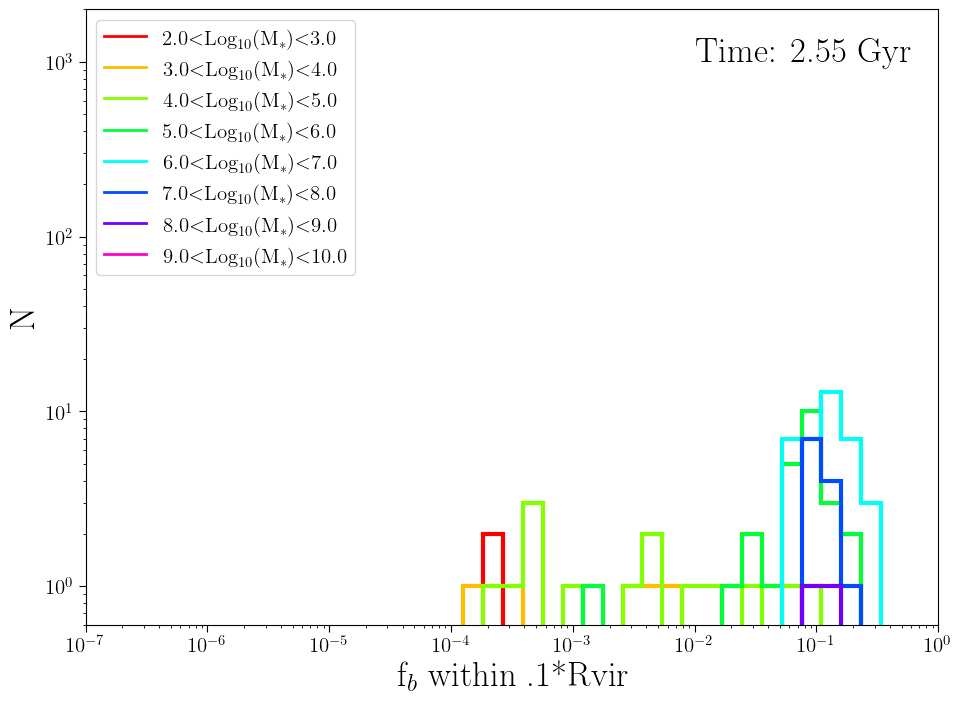 2.0<Log₁₀(M*)<3.0
3.0<Log₁₀(M*)<4.0
4.0<Log₁₀(M*)<5.0
5.0<Log₁₀(M*)<6.0
6.0<Log₁₀(M*)<7.0
7.0<Log₁₀(M*)<8.0
8.0<Log₁₀(M*)<9.0
9.0<Log₁₀(M*)<10.0
Time: 2.55 Gyr
10³
10²
10¹
10⁰
N
10⁻⁷ 10⁻⁶ 10⁻⁵ 10⁻⁴ 10⁻³ 10⁻² 10⁻¹ 10⁰
f_b within .1*Rvir